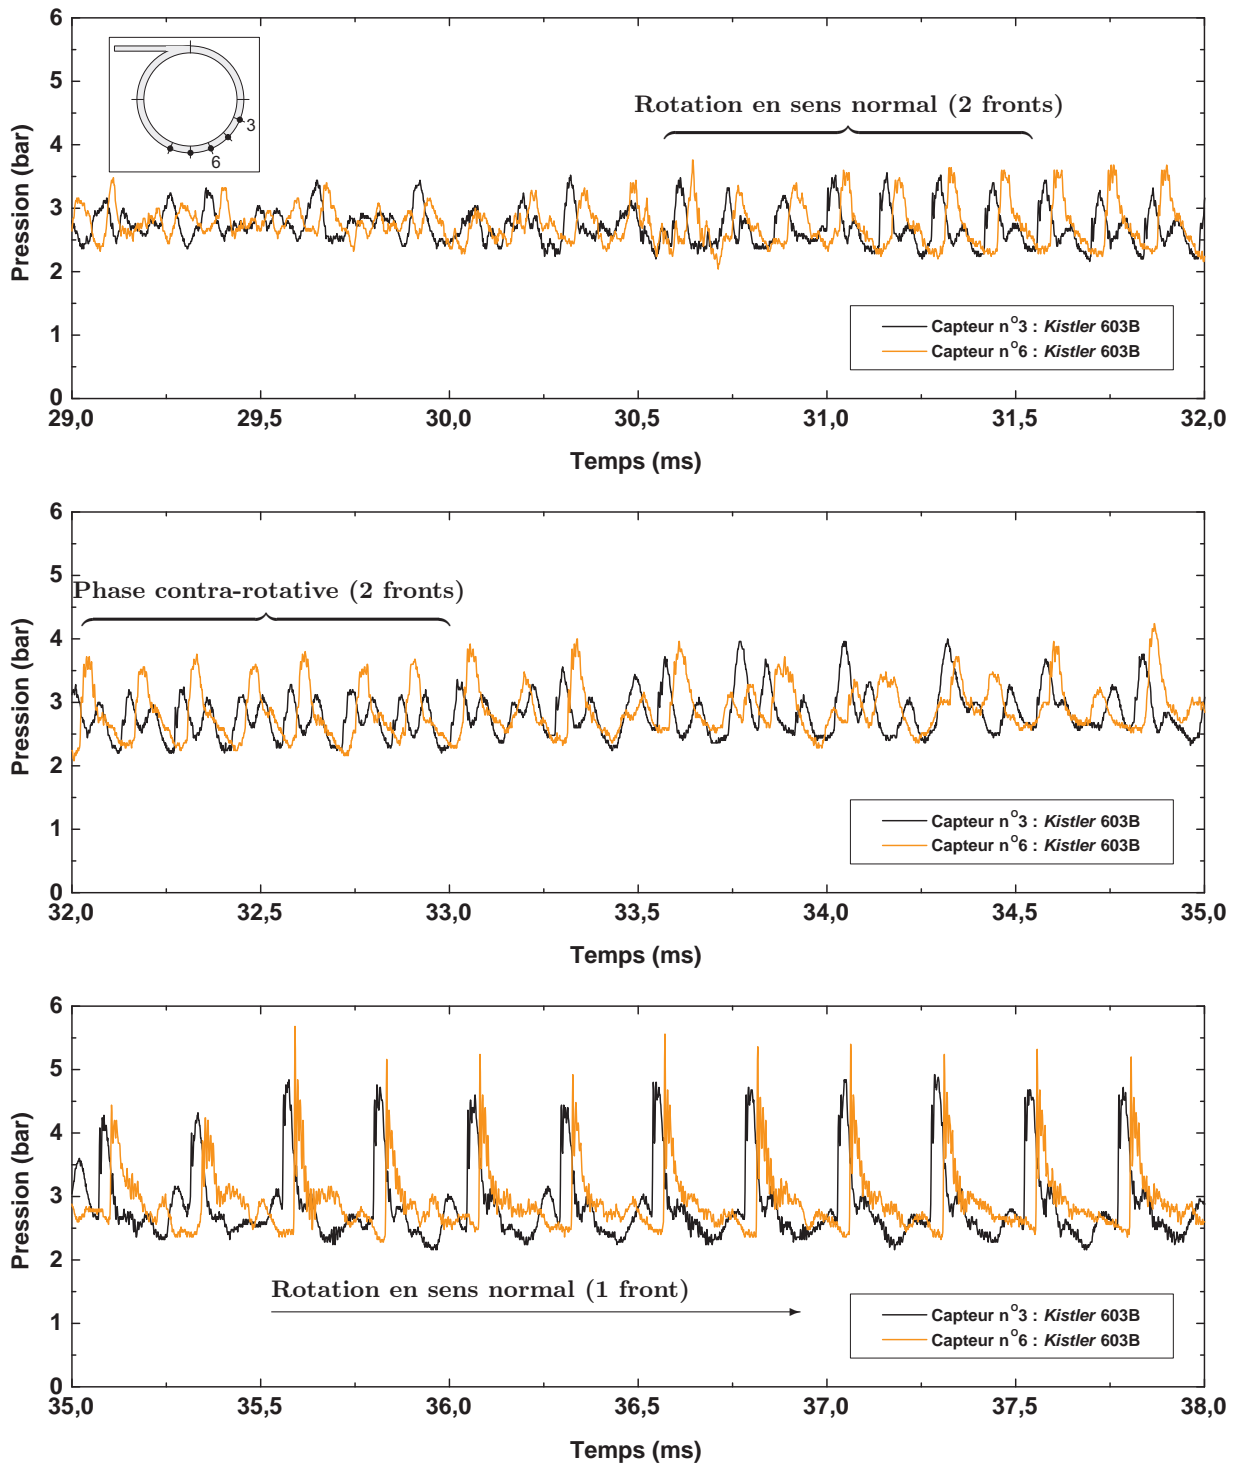 6
5
4
3
2
1
0
Pression (bar)
3
6
Rotation en sens normal (2 fronts)
Capteur n°3 : Kistler 603B
Capteur n°6 : Kistler 603B
29,0 29,5 30,0 30,5 31,0 31,5 32,0
Temps (ms)
6
5
4
3
2
1
0
Pression (bar)
Phase contra-rotative (2 fronts)
Capteur n°3 : Kistler 603B
Capteur n°6 : Kistler 603B
32,0 32,5 33,0 33,5 34,0 34,5 35,0
Temps (ms)
6
5
4
3
2
1
0
Pression (bar)
Rotation en sens normal (1 front)
Capteur n°3 : Kistler 603B
Capteur n°6 : Kistler 603B
35,0 35,5 36,0 36,5 37,0 37,5 38,0
Temps (ms)